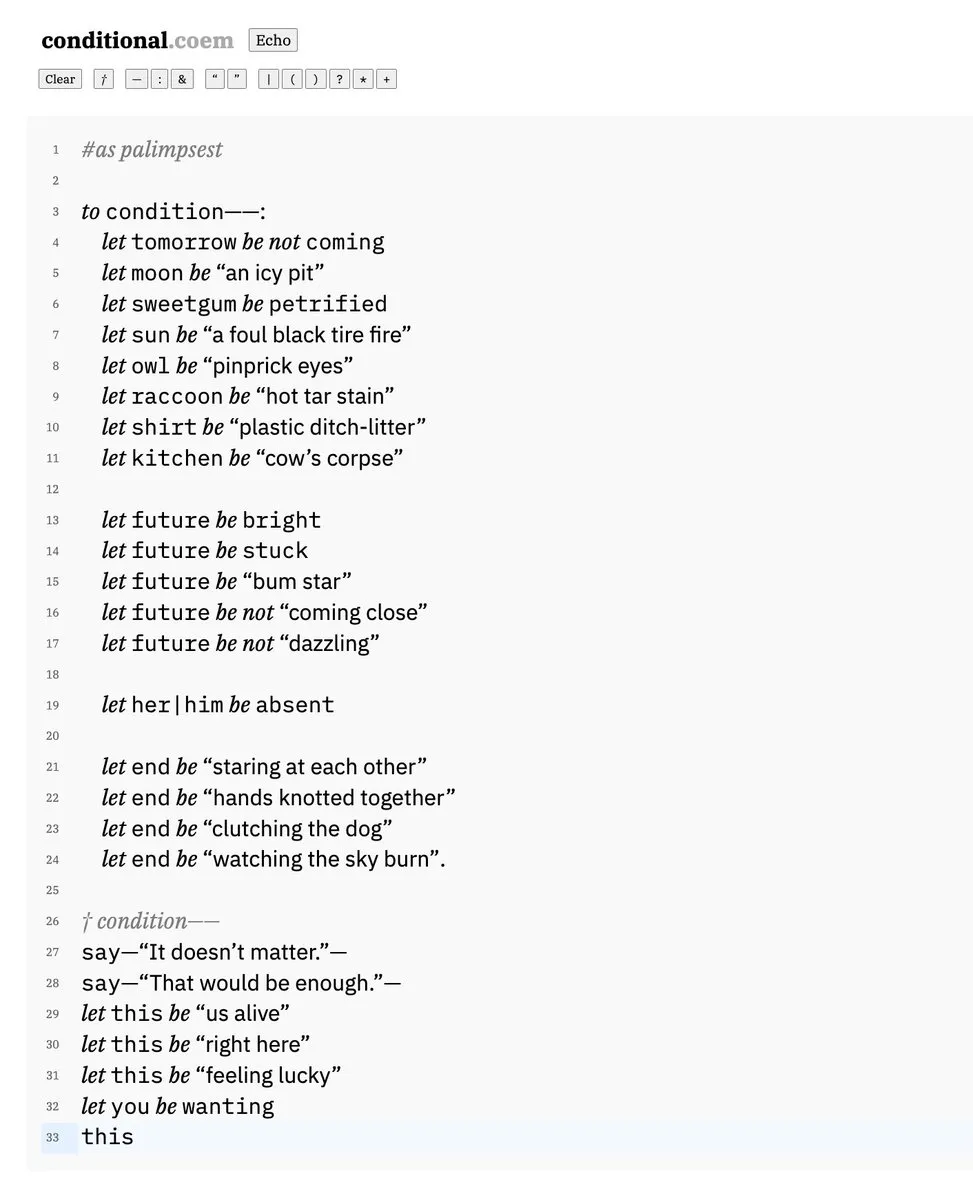 conditional.coem Echo
Clear † — : & “ ” | ( ) ? * +
1 #as palimpsest
2
3 to condition——:
4 let tomorrow be not coming
5 let moon be “an icy pit”
6 let sweetgum be petrified
7 let sun be “a foul black tire fire”
8 let owl be “pinprick eyes”
9 let raccoon be “hot tar stain”
10 let shirt be “plastic ditch-litter”
11 let kitchen be “cow’s corpse”
12
13 let future be bright
14 let future be stuck
15 let future be “bum star”
16 let future be not “coming close”
17 let future be not “dazzling”
18
19 let her|him be absent
20
21 let end be “staring at each other”
22 let end be “hands knotted together”
23 let end be “clutching the dog”
24 let end be “watching the sky burn”.
25
26 † condition——
27 say—“It doesn’t matter.”—
28 say—“That would be enough.”—
29 let this be “us alive”
30 let this be “right here”
31 let this be “feeling lucky”
32 let you be wanting
33 this